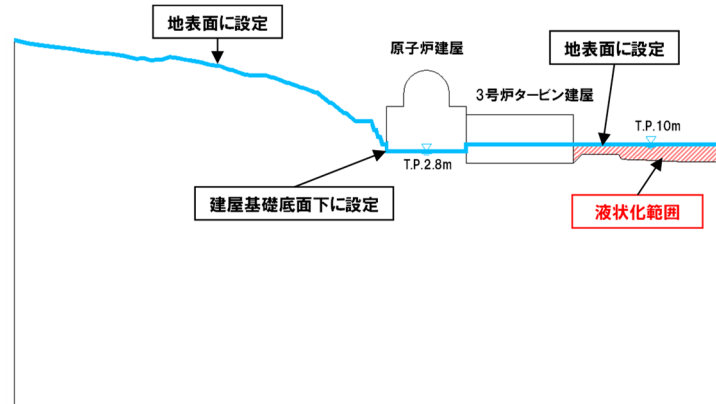 地表面に設定
原子炉建屋
地表面に設定
3号炉タービン建屋
T.P.10m
T.P.2.8m
建屋基礎底面下に設定
液状化範囲